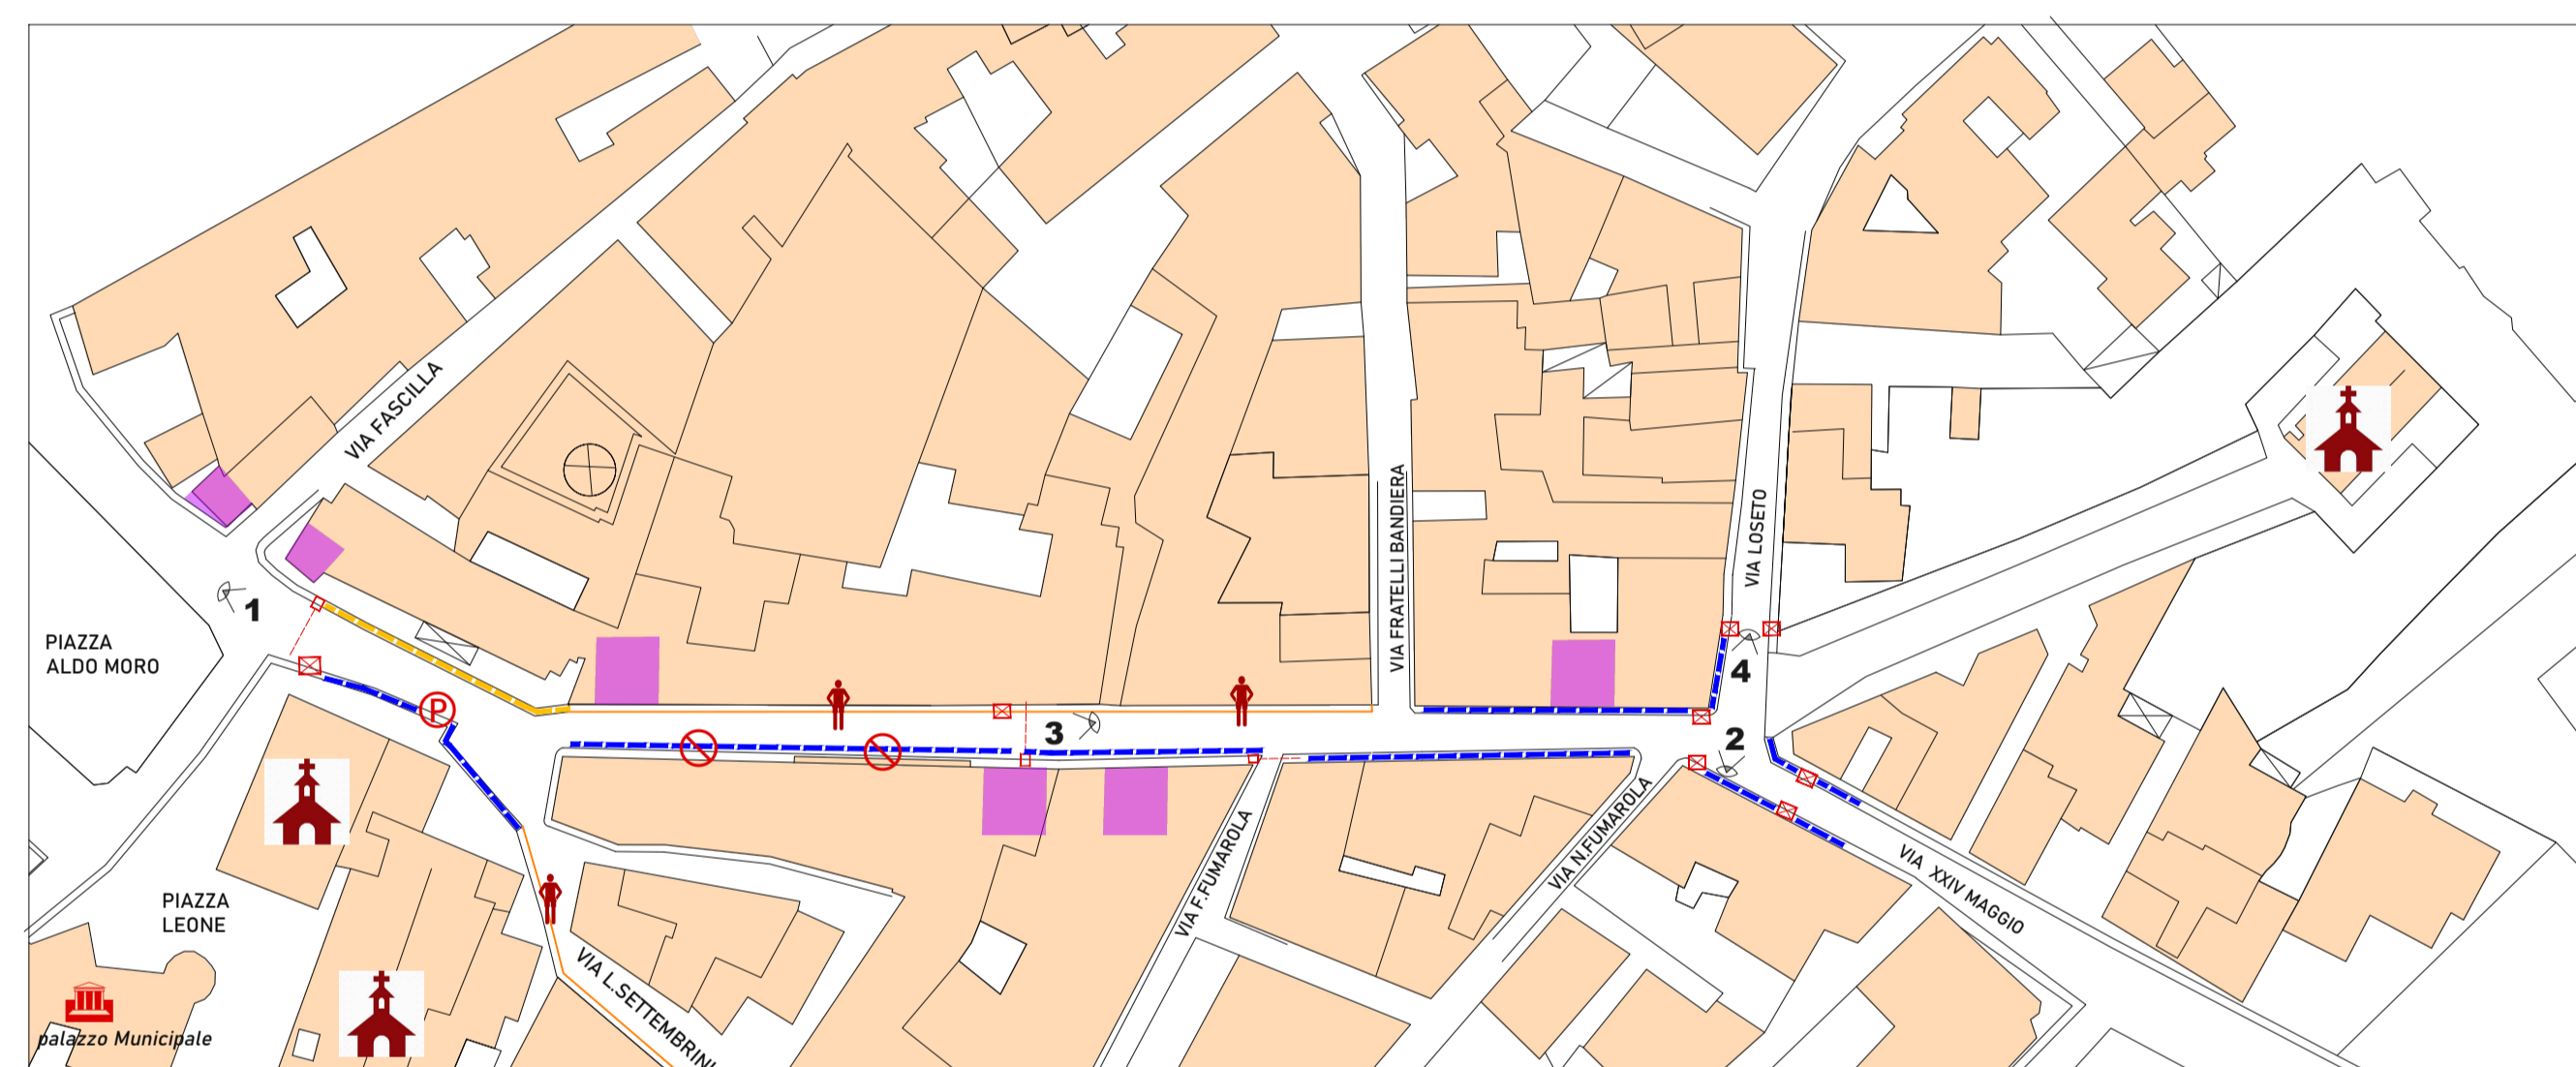 VIA FASCILLA
VIA FRATELLI BANDIERA
VIA LOSETO
1
PIAZZA
ALDO MORO
P
3
4
2
VIA F.FUMAROLA
VIA N.FUMAROLA
VIA XXIV MAGGIO
PIAZZA
LEONE
VIA L.SETTEMBRINI
palazzo Municipale